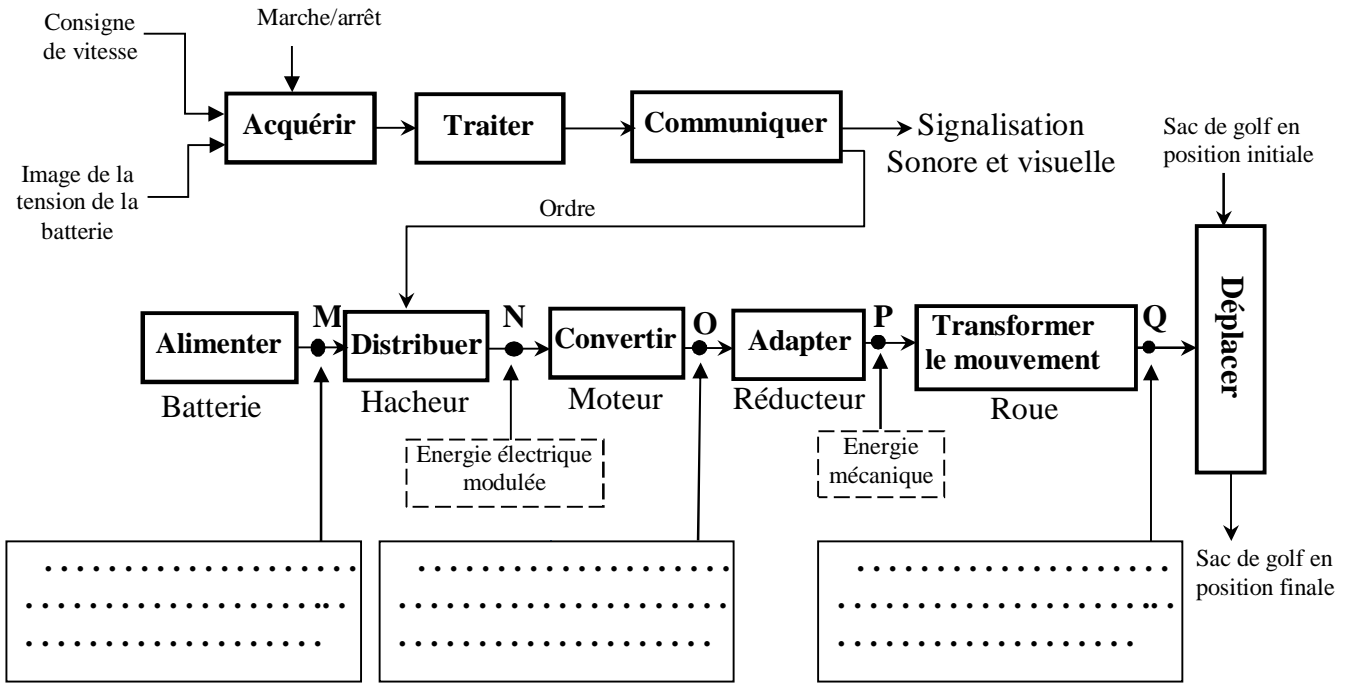 Consigne
de vitesse
Marche/arrêt
Acquérir
Traiter
Communiquer
Signalisation
Sonore et visuelle
Sac de golf en
position initiale
Image de la
tension de la
batterie
Ordre
Déplacer
M
N
O
P
Q
Alimenter
Distribuer
Convertir
Adapter
Transformer
le mouvement
Batterie
Hacheur
Moteur
Réducteur
Roue
Energie électrique
modulée
Energie
mécanique
Sac de golf en
position finale